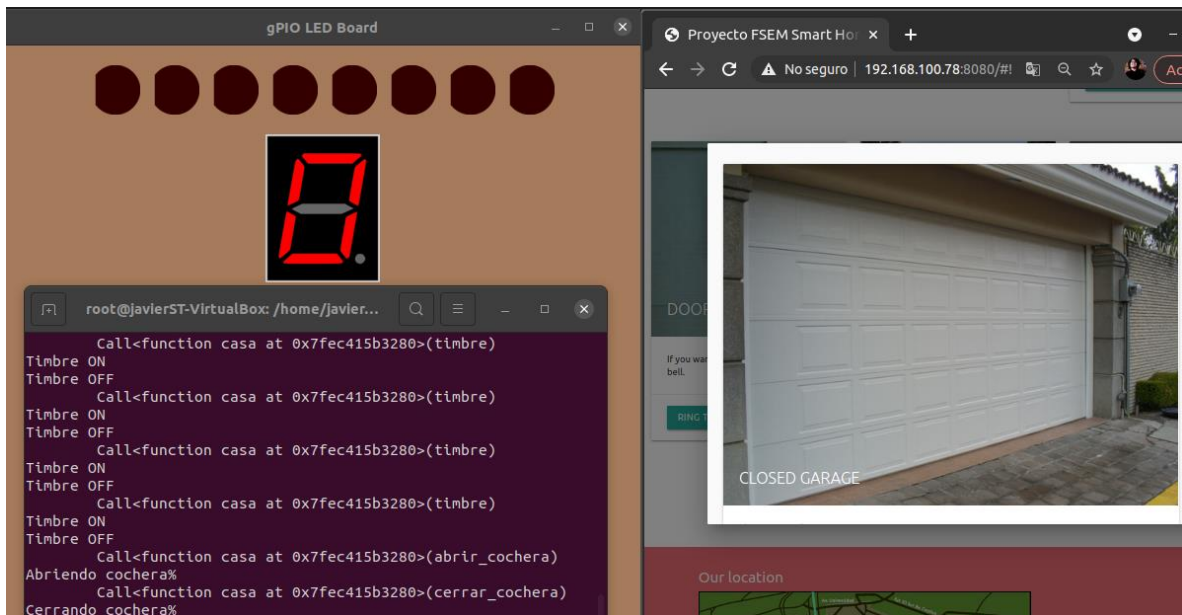 gPIO LED Board
root@javierST-VirtualBox: /home/javier...
Call<function casa at 0x7fec415b3280>(timbre)
Timbre ON
Timbre OFF
Call<function casa at 0x7fec415b3280>(timbre)
Timbre ON
Timbre OFF
Call<function casa at 0x7fec415b3280>(timbre)
Timbre ON
Timbre OFF
Call<function casa at 0x7fec415b3280>(timbre)
Timbre ON
Timbre OFF
Call<function casa at 0x7fec415b3280>(abrir_cochera)
Abriendo cochera%
Call<function casa at 0x7fec415b3280>(cerrar_cochera)
Cerrando cochera%
Proyecto FSEM Smart Ho
No seguro 192.168.100.78:8080/#!
Ac
DOO
If you wa
bell.
RING T
CLOSED GARAGE
Our location